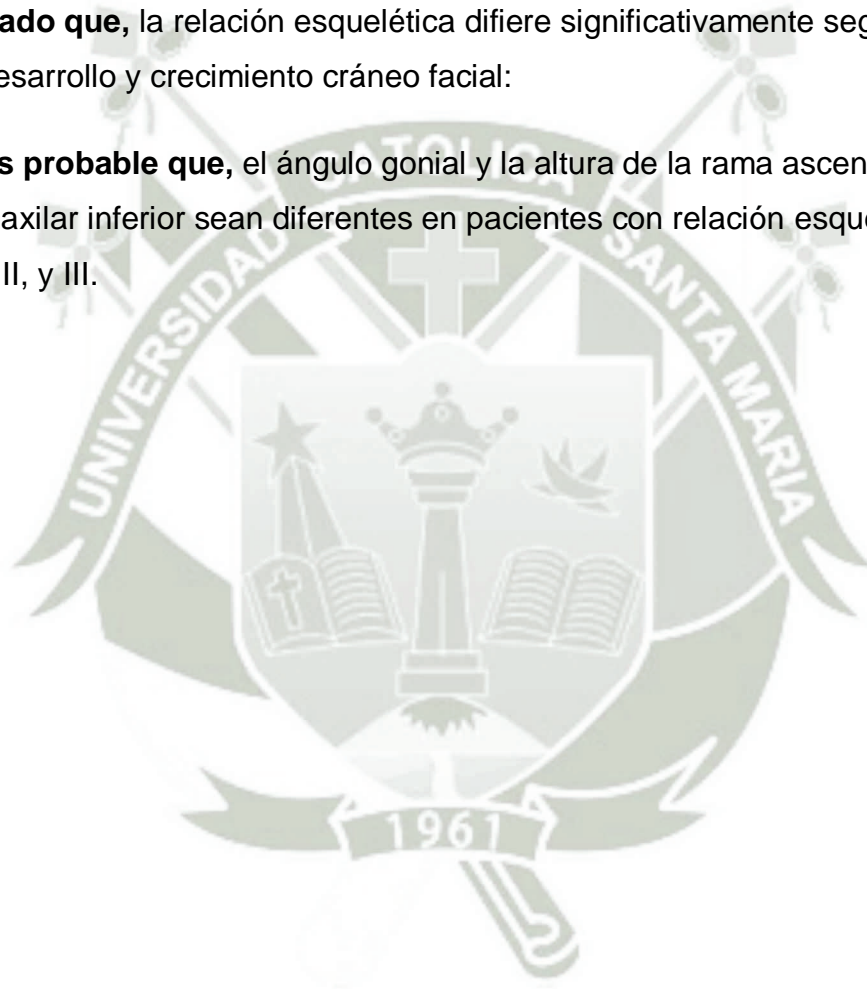 ado que, la relación esquelética difiere significativamente seg
esarrollo y crecimiento cráneo facial:
s probable que, el ángulo gonial y la altura de la rama ascen
axilar inferior sean diferentes en pacientes con relación esque
II, y III.
UNIVERSIDAD CATOLICA SANTA MARIA
1961